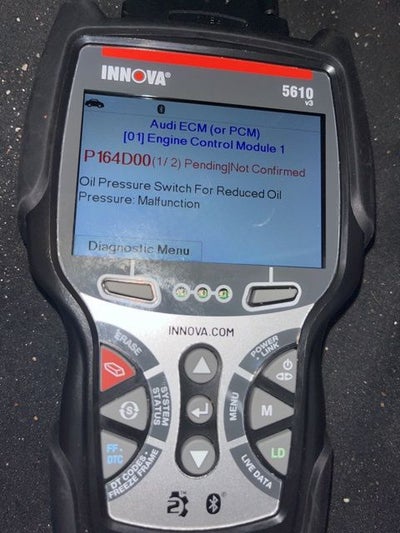 INNOVA®
5610
v3
Audi ECM (or PCM)
[01] Engine Control Module 1
P164D00(1/ 2) Pending|Not Confirmed
Oil Pressure Switch For Reduced Oil
Pressure: Malfunction
Diagnostic Menu
INNOVA.COM
ERASE
POWER
LINK
SYSTEM
STATUS
MENU
S
M
FF-
DTC
LD
DT CODES-
FREEZE FRAME
LIVE DATA
2